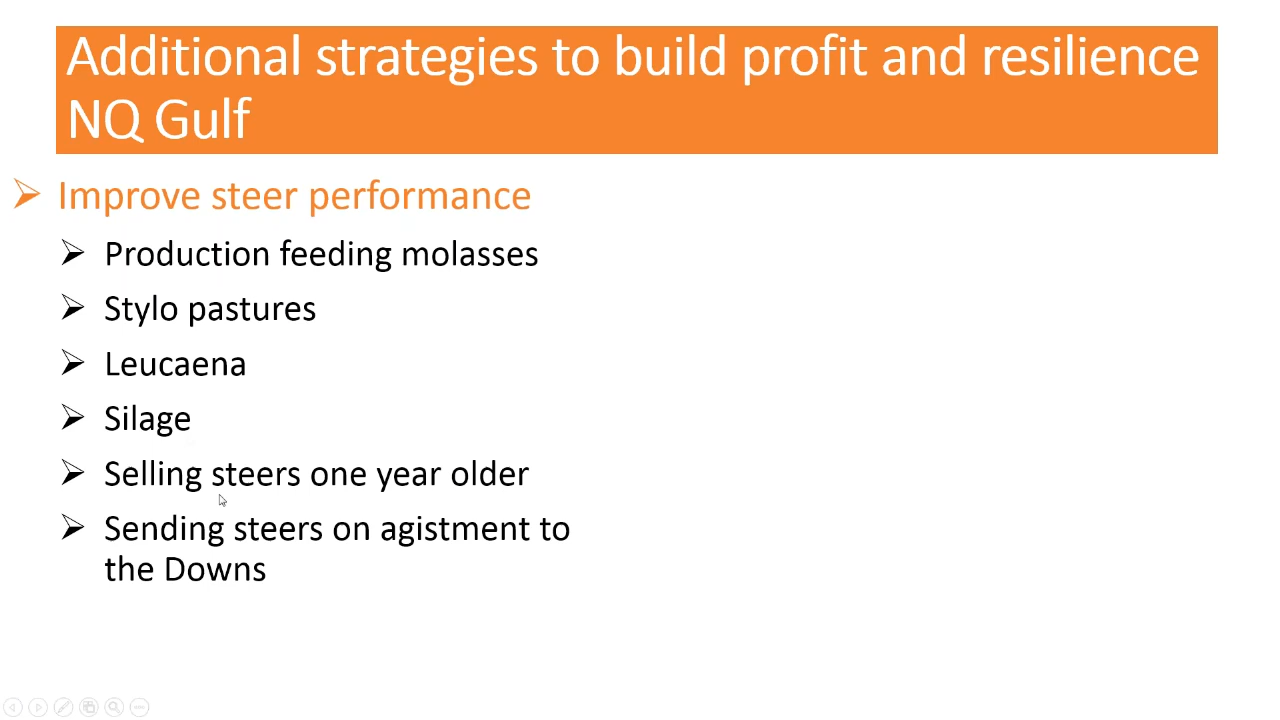 Additional strategies to build profit and resilience
NQ Gulf
Improve steer performance
Production feeding molasses
Stylo pastures
Leucaena
Silage
Selling steers one year older
Sending steers on agistment to
the Downs